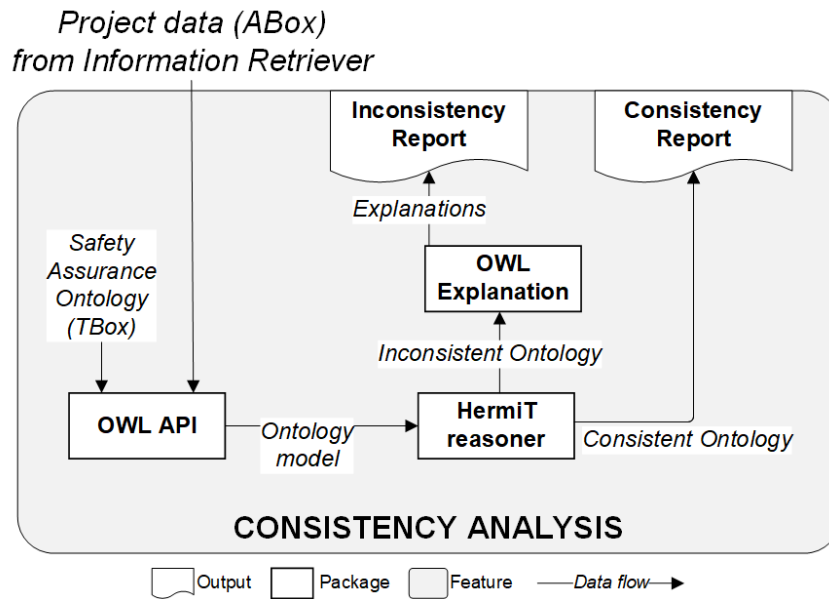 Project data (ABox)
from Information Retriever
Inconsistency
Report
Consistency
Report
Explanations
Safety
Assurance
Ontology
(TBox)
OWL
Explanation
Inconsistent Ontology
OWL API
Ontology
model
HermiT
reasoner
Consistent Ontology
CONSISTENCY ANALYSIS
Output
Package
Feature
Data flow